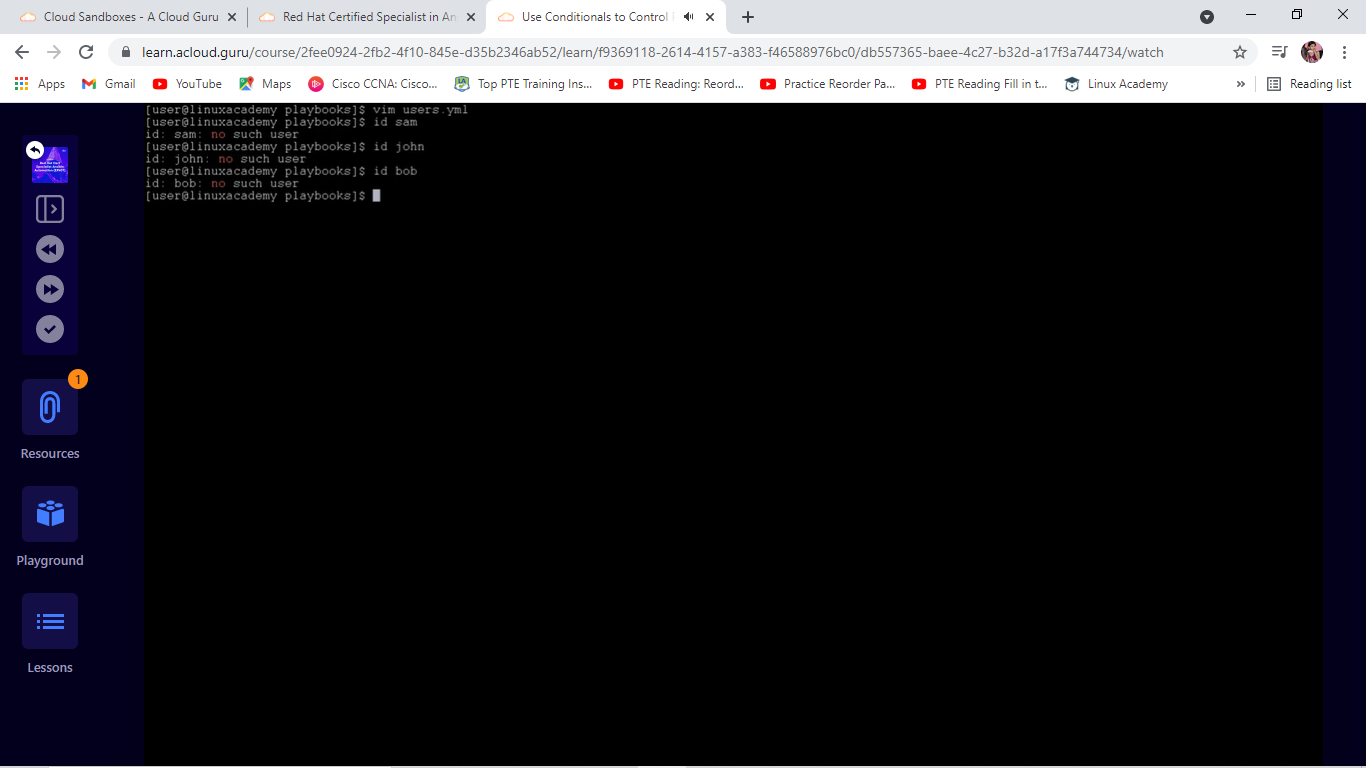 Cloud Sandboxes - A Cloud Guru
Red Hat Certified Specialist in An
Use Conditionals to Control
learn.acloud.guru/course/2fee0924-2fb2-4f10-845e-d35b2346ab52/learn/f9369118-2614-4157-a383-f46588976bc0/db557365-baee-4c27-b32d-a17f3a744734/watch
Apps Gmail YouTube Maps Cisco CCNA: Cisco... Top PTE Training Ins... PTE Reading: Reord... Practice Reorder Pa... PTE Reading Fill in t... Linux Academy » Reading list
[user@linuxacademy playbooks]$ vim users.yml
[user@linuxacademy playbooks]$ id sam
id: sam: no such user
[user@linuxacademy playbooks]$ id john
id: john: no such user
[user@linuxacademy playbooks]$ id bob
id: bob: no such user
[user@linuxacademy playbooks]$
1
Resources
Playground
Lessons